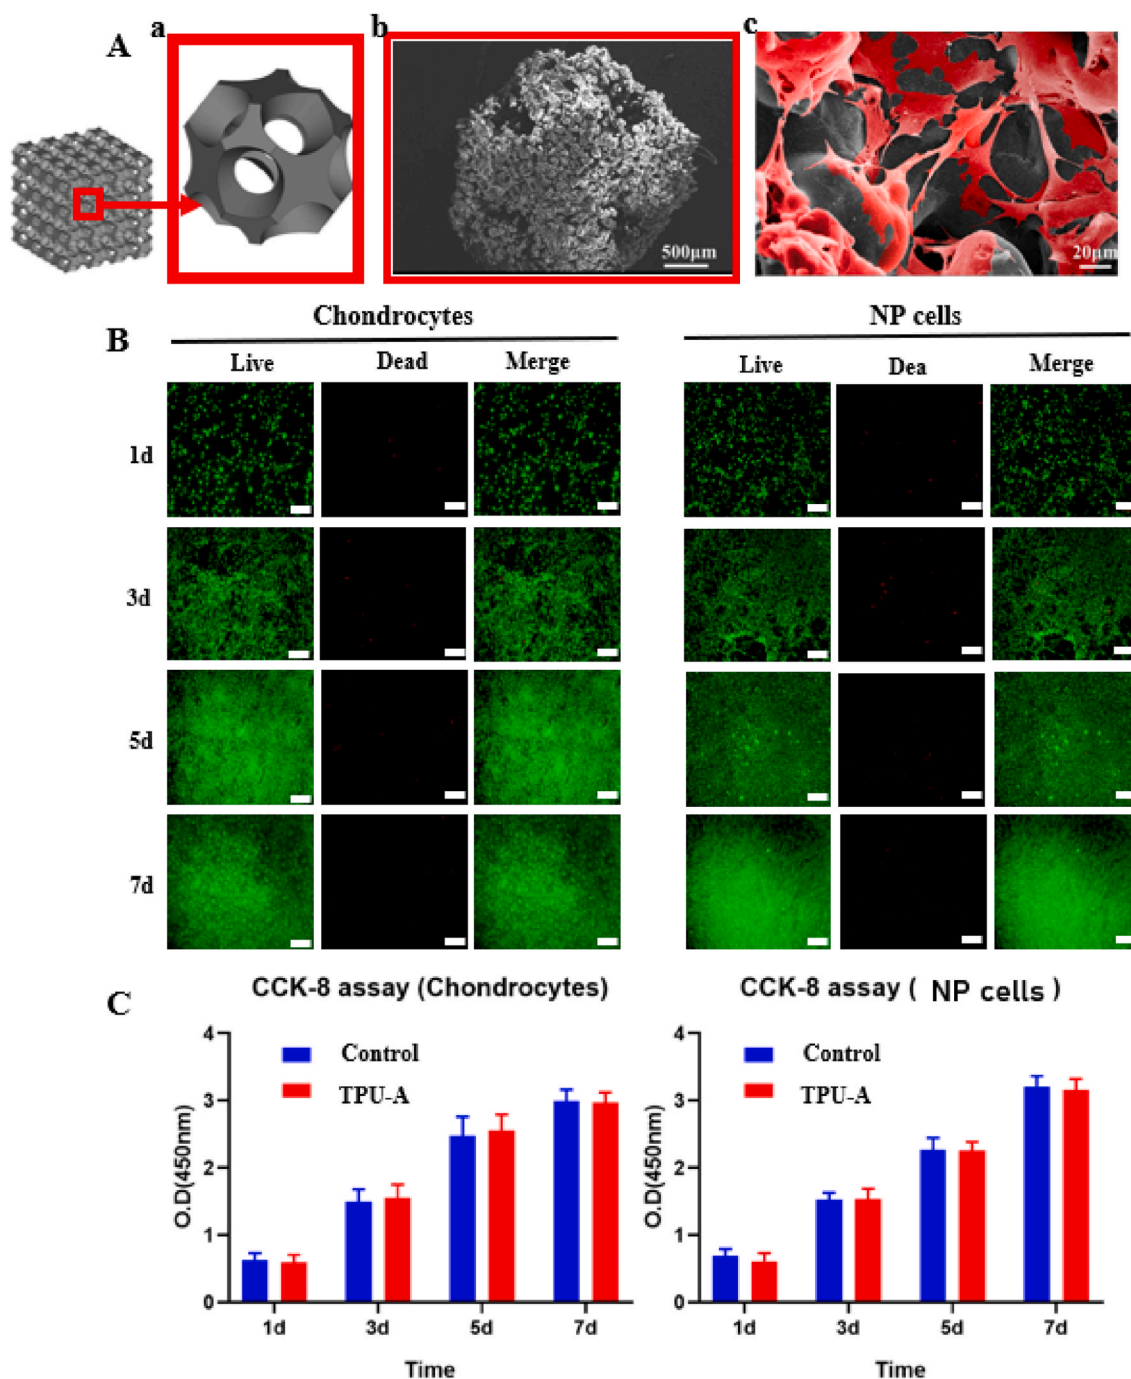 A
a
b
c
500μm
20μm
B
Chondrocytes
NP cells
Live
Dead
Merge
Live
Dea
Merge
1d
3d
5d
7d
C
CCK-8 assay (Chondrocytes)
CCK-8 assay ( NP cells )
4
3
2
1
0
O.D(450nm)
Control
TPU-A
1d
3d
5d
7d
Time
4
3
2
1
0
O.D(450nm)
Control
TPU-A
1d
3d
5d
7d
Time